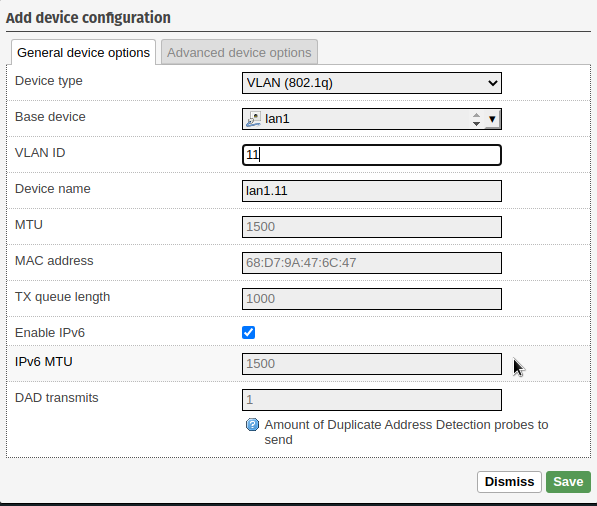 Add device configuration
General device options
Advanced device options
Device type
VLAN (802.1q)
Base device
lan1
VLAN ID
11
Device name
lan1.11
MTU
1500
MAC address
68:D7:9A:47:6C:47
TX queue length
1000
Enable IPv6
IPv6 MTU
1500
DAD transmits
1
Amount of Duplicate Address Detection probes to
send
Dismiss
Save